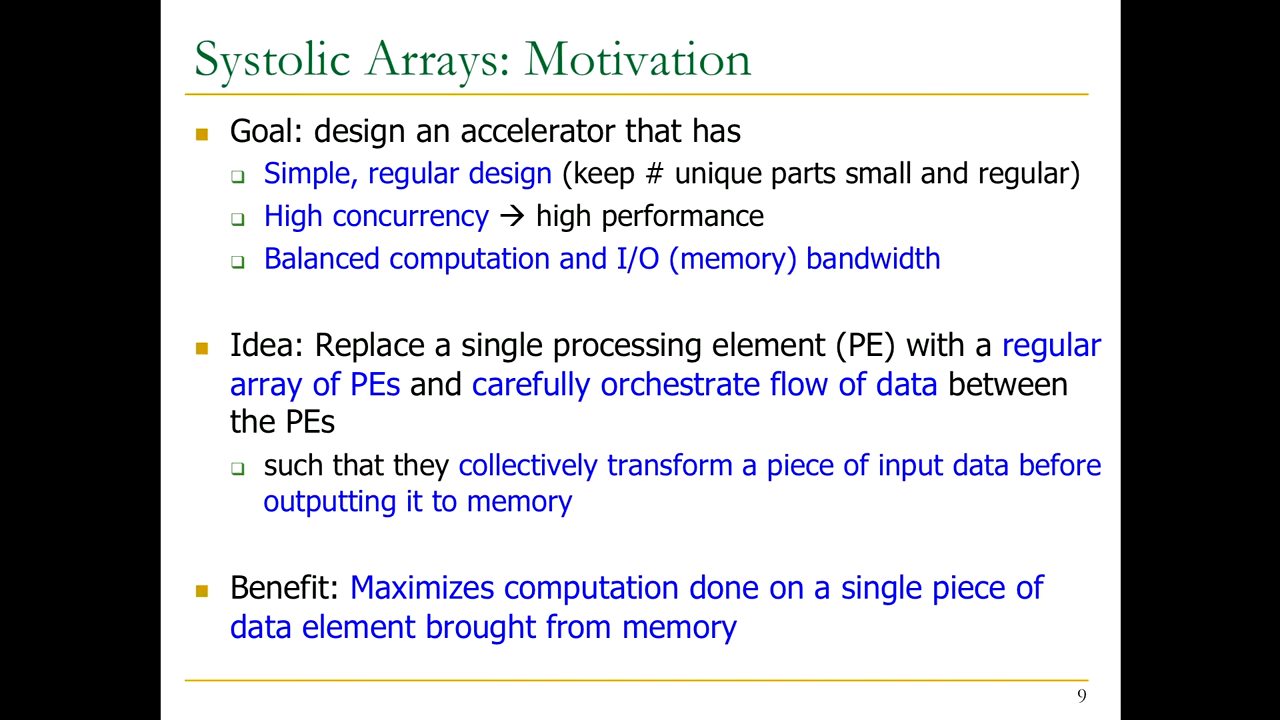 Systolic Arrays: Motivation
Goal: design an accelerator that has
Simple, regular design (keep # unique parts small and regular)
High concurrency → high performance
Balanced computation and I/O (memory) bandwidth
Idea: Replace a single processing element (PE) with a regular
array of PEs and carefully orchestrate flow of data between
the PEs
such that they collectively transform a piece of input data before
outputting it to memory
Benefit: Maximizes computation done on a single piece of
data element brought from memory
9